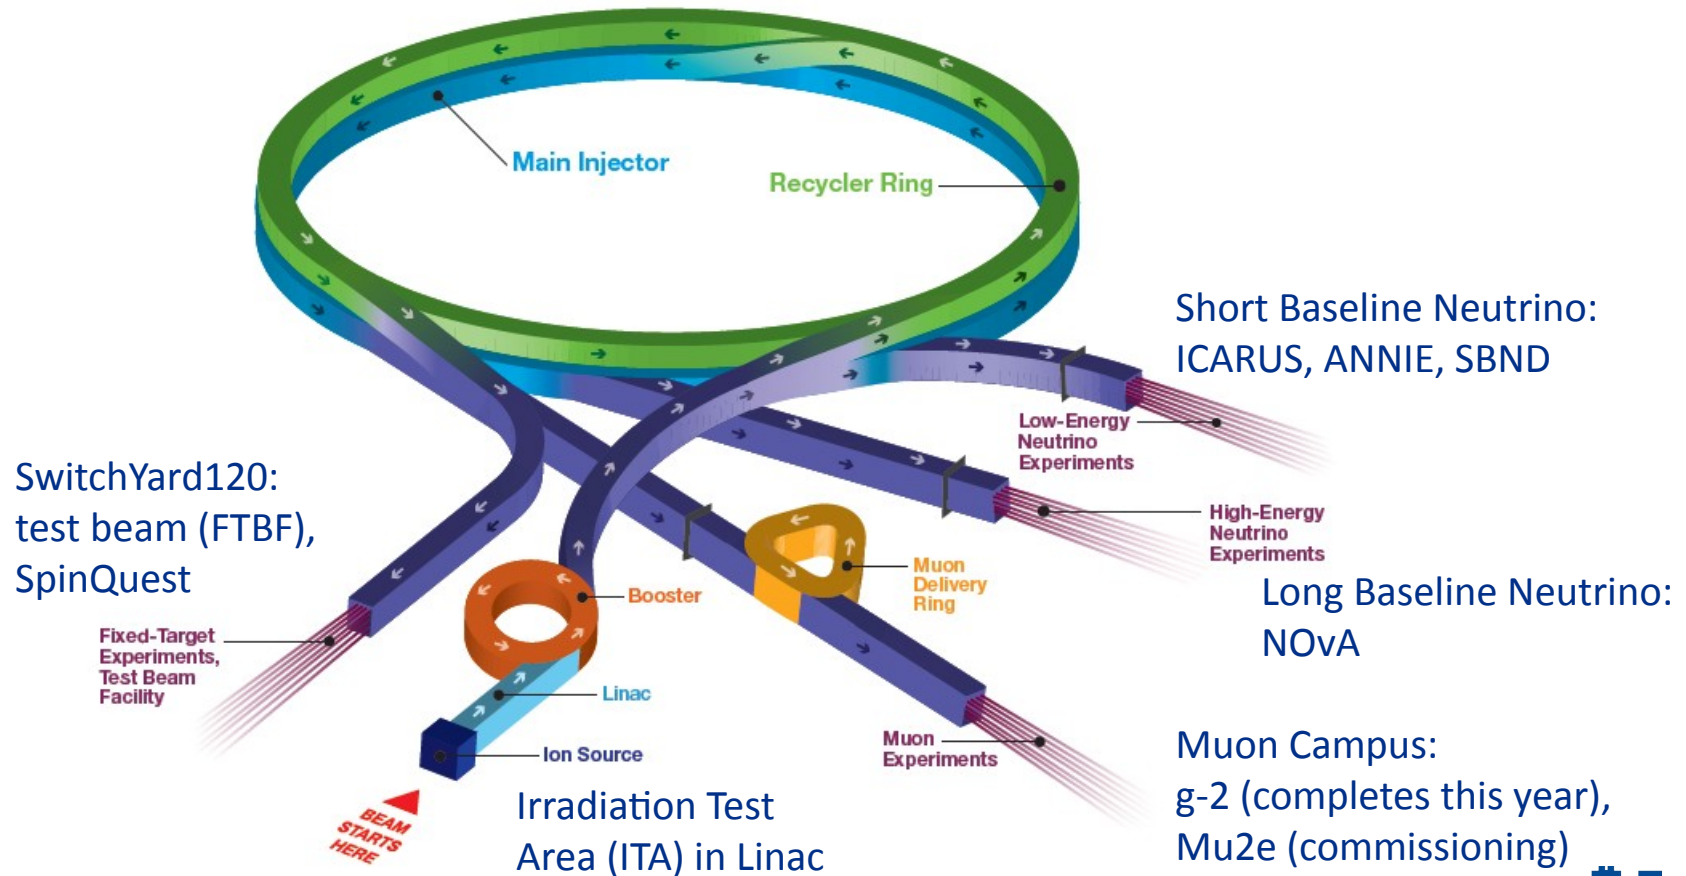 Main Injector
Recycler Ring
Short Baseline Neutrino:
ICARUS, ANNIE, SBND
Low-Energy
Neutrino
Experiments
SwitchYard120:
test beam (FTBF),
SpinQuest
High-Energy
Neutrino
Experiments
Muon
Delivery
Ring
Booster
Long Baseline Neutrino:
NOvA
Fixed-Target
Experiments,
Test Beam
Facility
Linac
Ion Source
Muon
Experiments
Muon Campus:
g-2 (completes this year),
Mu2e (commissioning)
BEAM
STARTS
HERE
Irradiation Test
Area (ITA) in Linac